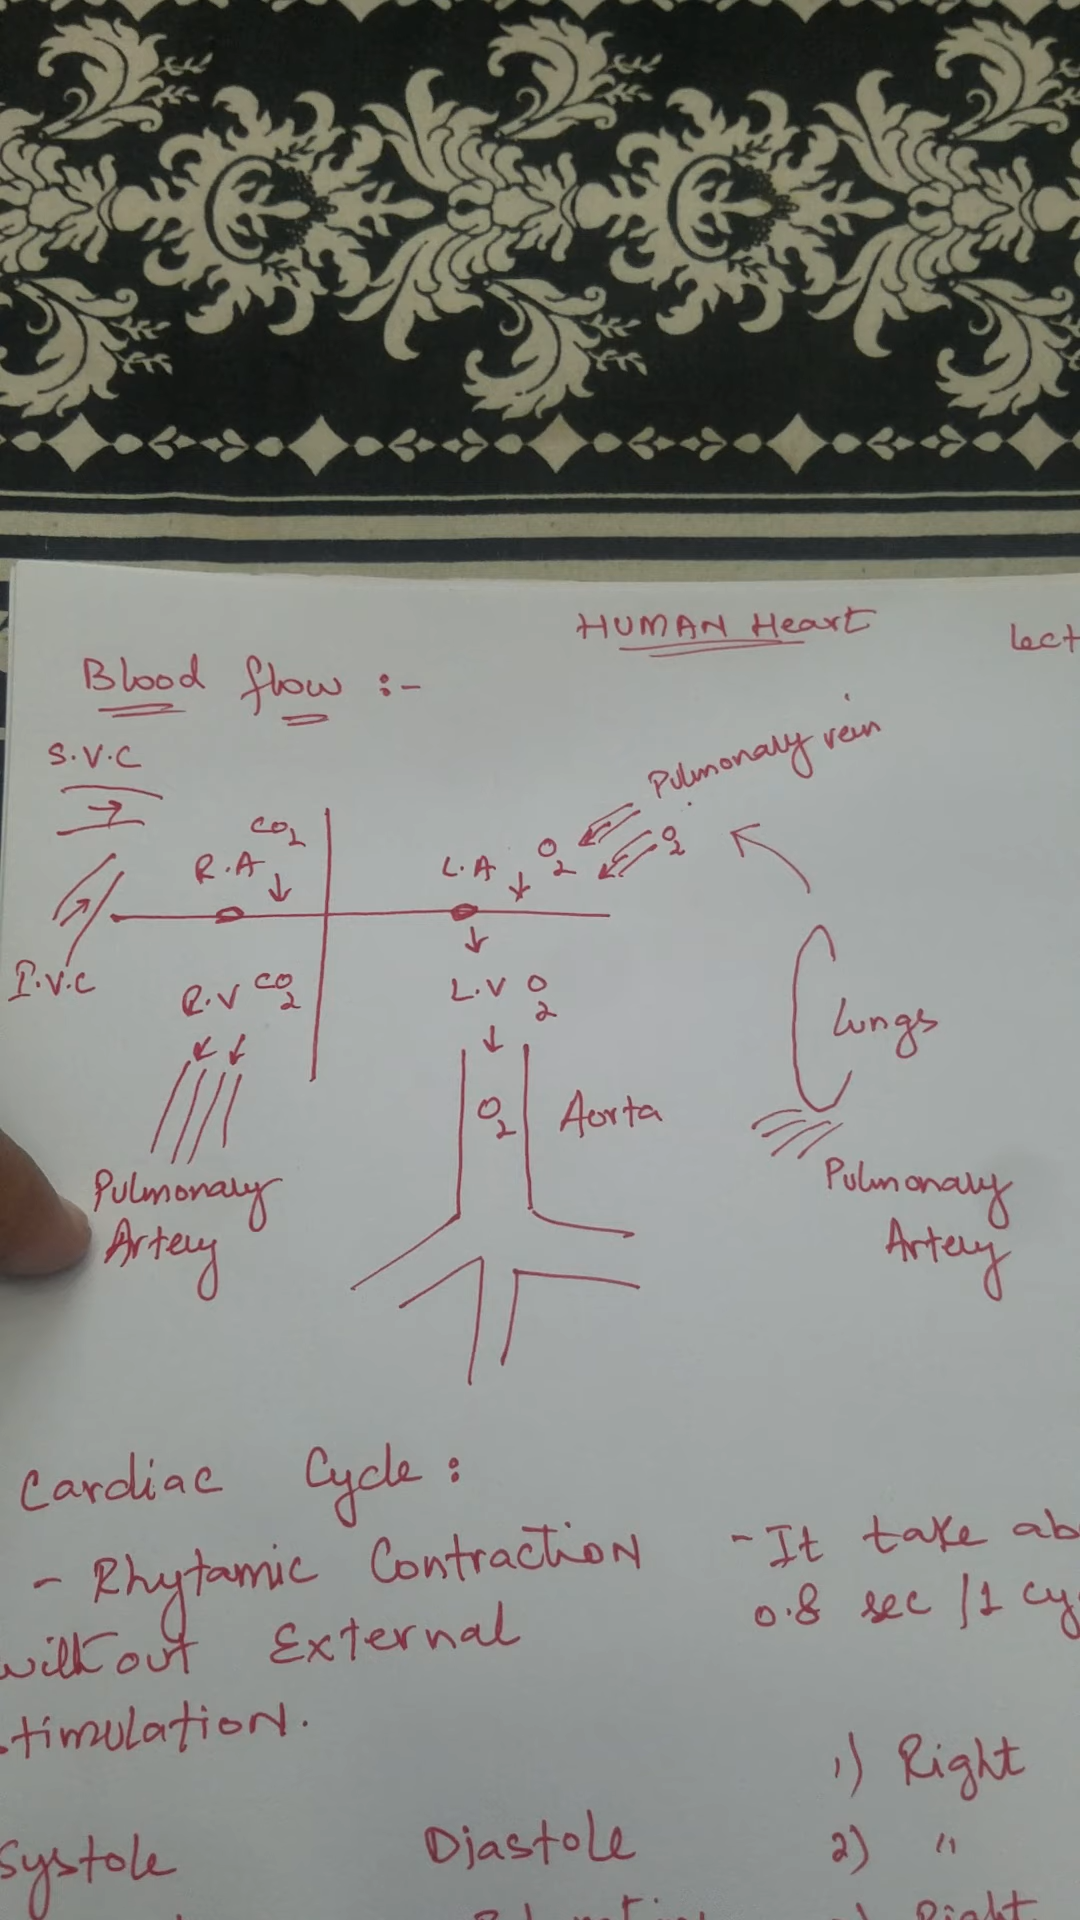 HUMAN Heart
Lect
Blood flow :-
S.V.C
Pulmonary vein
CO2
R.A
L.A
O2
O2
I.V.C
R.V CO2
L.V O2
Lungs
O2
Aorta
Pulmonary
Artery
Pulmonary
Artery
Cardiac Cycle :
- Rhytamic Contraction
without External
stimulation.
- It take ab
0.8 sec /1 cy
1) Right
2) "
Systole
Diastole
Right